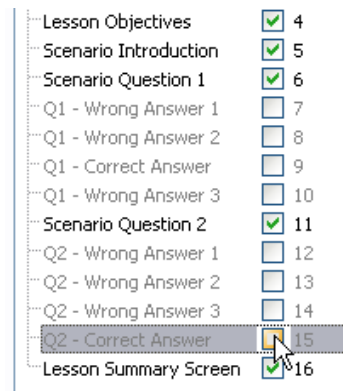 Lesson Objectives 4
Scenario Introduction 5
Scenario Question 1 6
Q1 - Wrong Answer 1 7
Q1 - Wrong Answer 2 8
Q1 - Correct Answer 9
Q1 - Wrong Answer 3 10
Scenario Question 2 11
Q2 - Wrong Answer 1 12
Q2 - Wrong Answer 2 13
Q2 - Wrong Answer 3 14
Q2 - Correct Answer 15
Lesson Summary Screen 16